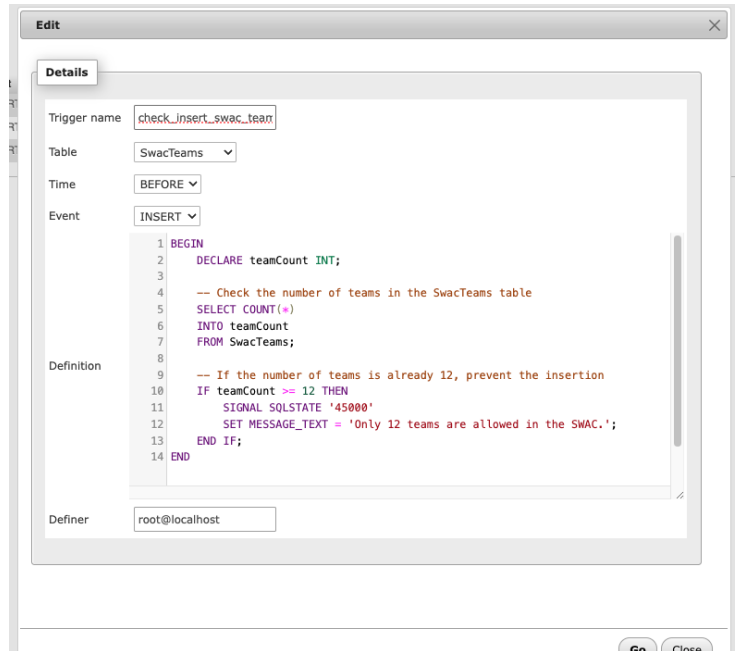 Edit
Details
Trigger name check_insert_swac_team
Table SwacTeams
Time BEFORE
Event INSERT
Definition
1 BEGIN
2 DECLARE teamCount INT;
3
4 -- Check the number of teams in the SwacTeams table
5 SELECT COUNT(*)
6 INTO teamCount
7 FROM SwacTeams;
8
9 -- If the number of teams is already 12, prevent the insertion
10 IF teamCount >= 12 THEN
11 SIGNAL SQLSTATE '45000'
12 SET MESSAGE_TEXT = 'Only 12 teams are allowed in the SWAC.';
13 END IF;
14 END
Definer root@localhost
Go Close